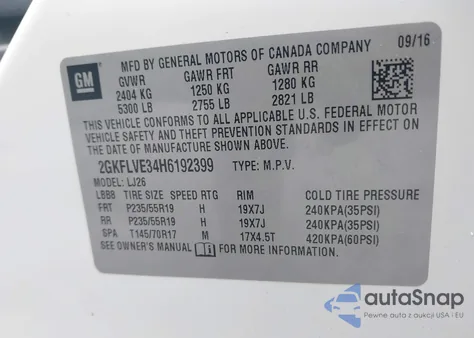 GM
MFD BY GENERAL MOTORS OF CANADA COMPANY 09/16
GVWR GAWR FRT GAWR RR
2404 KG 1250 KG 1280 KG
5300 LB 2755 LB 2821 LB
THIS VEHICLE CONFORMS TO ALL APPLICABLE U.S. FEDERAL MOTOR
VEHICLE SAFETY AND THEFT PREVENTION STANDARDS IN EFFECT ON
THE DATE OF MANUFACTURE SHOWN ABOVE.
2GKFLVE34H6192399 TYPE: M.P.V.
MODEL: LJ26
LBBB TIRE SIZE SPEED RTG RIM COLD TIRE PRESSURE
FRT P235/55R19 H 19X7J 240KPA(35PSI)
RR P235/55R19 H 19X7J 240KPA(35PSI)
SPA T145/70R17 M 17X4.5T 420KPA(60PSI)
SEE OWNER'S MANUAL FOR MORE INFORMATION
autoSnap
Pewne auta z aukcji USA i EU